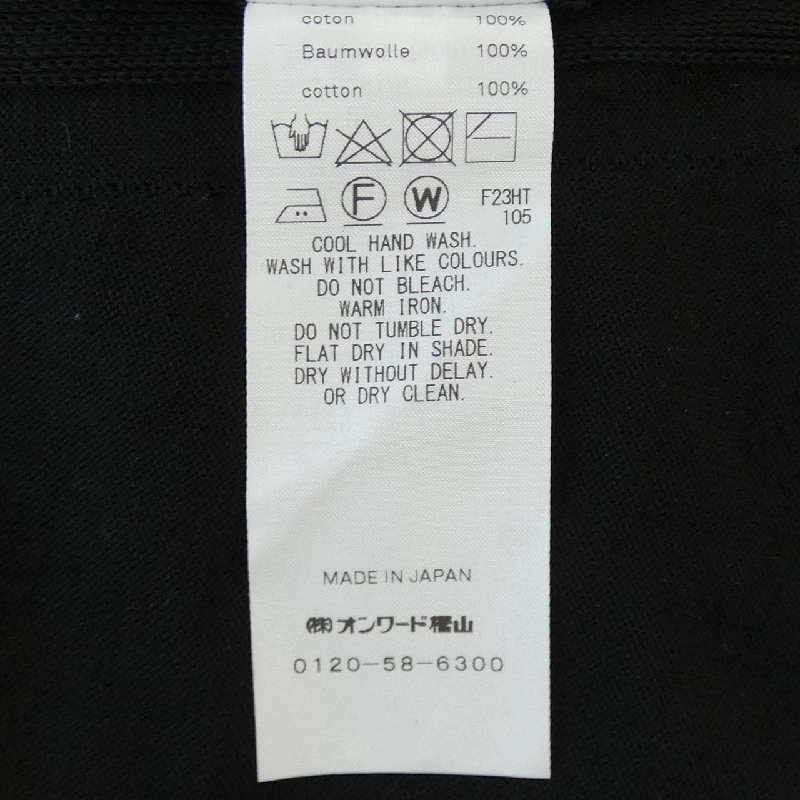 coton 100%
Baumwolle 100%
cotton 100%
F W F23HT
105
COOL HAND WASH.
WASH WITH LIKE COLOURS.
DO NOT BLEACH.
WARM IRON.
DO NOT TUMBLE DRY.
FLAT DRY IN SHADE.
DRY WITHOUT DELAY.
OR DRY CLEAN.
MADE IN JAPAN
㈱オンワード樫山
0120-58-6300